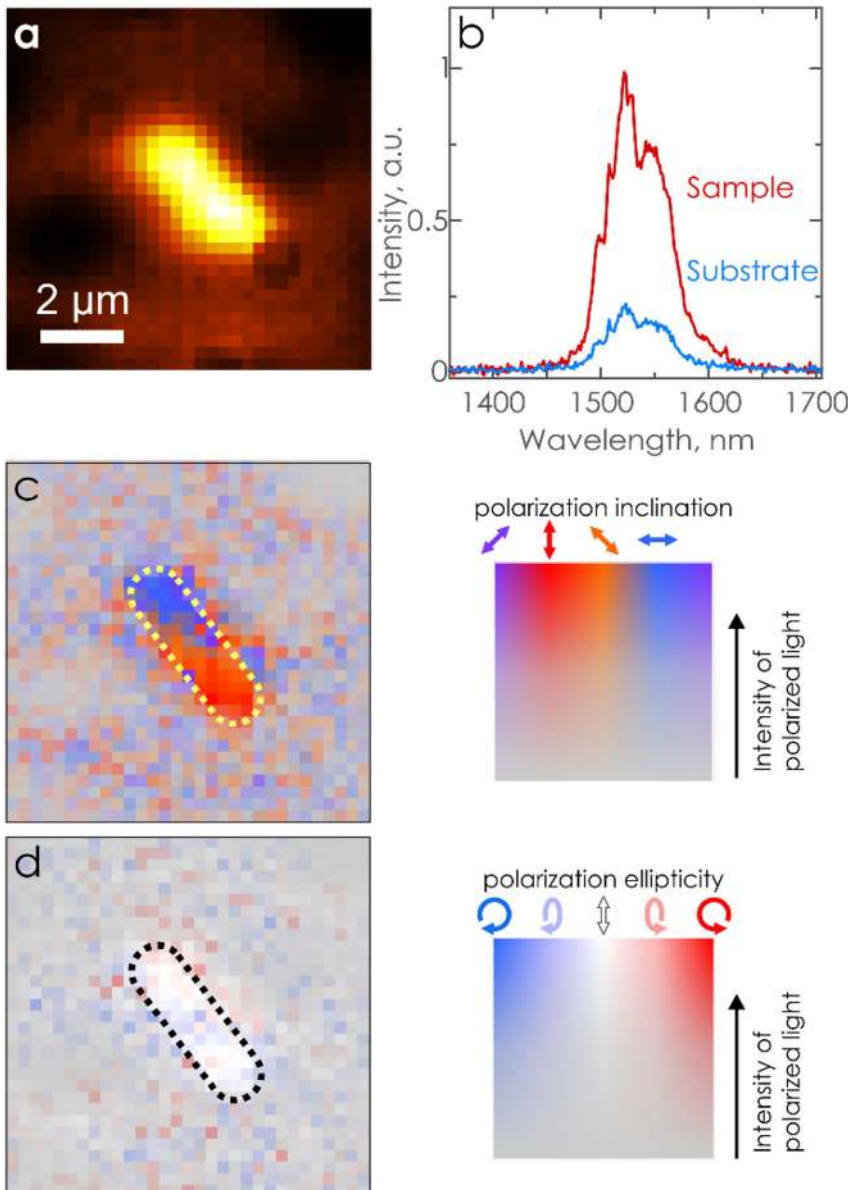 a
2 µm
b
1
0.5
0
Intensity, a.u.
Sample
Substrate
1400 1500 1600 1700
Wavelength, nm
c
polarization inclination
Intensity of
polarized light
d
polarization ellipticity
Intensity of
polarized light